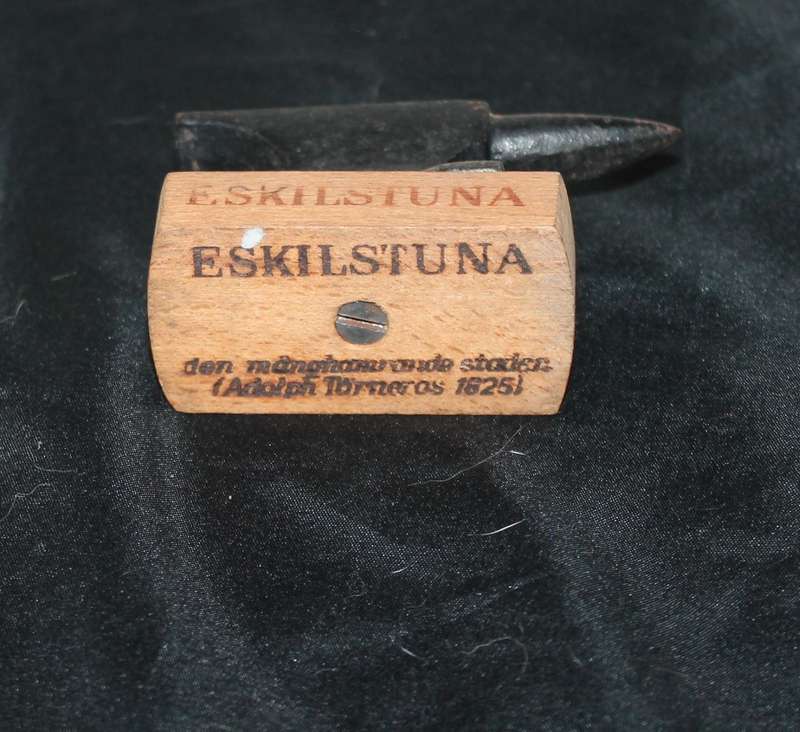 ESKILSTUNA
ESKILSTUNA
den månghamrande staden
(Adolph Törneros 1825)